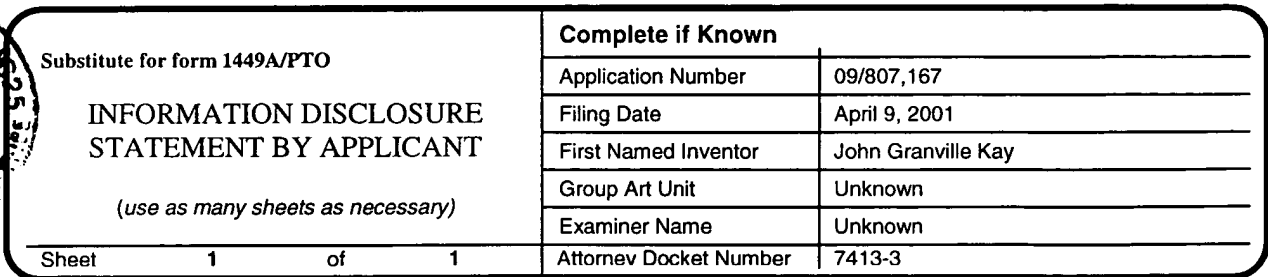 Substitute for form 1449A/PTO
INFORMATION DISCLOSURE
STATEMENT BY APPLICANT
(use as many sheets as necessary)
Sheet 1 of 1
Complete if Known
Application Number 09/807,167
Filing Date April 9, 2001
First Named Inventor John Granville Kay
Group Art Unit Unknown
Examiner Name Unknown
Attorney Docket Number 7413-3